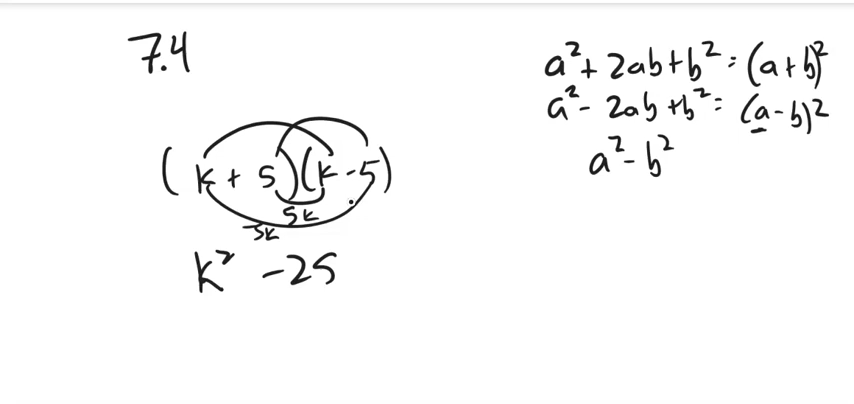 7.4
a² + 2ab + b² = (a + b)²
a² - 2ab + b² = (a - b)²
a² - b²
(k + 5)(k - 5)
5k
-5k
k² - 25